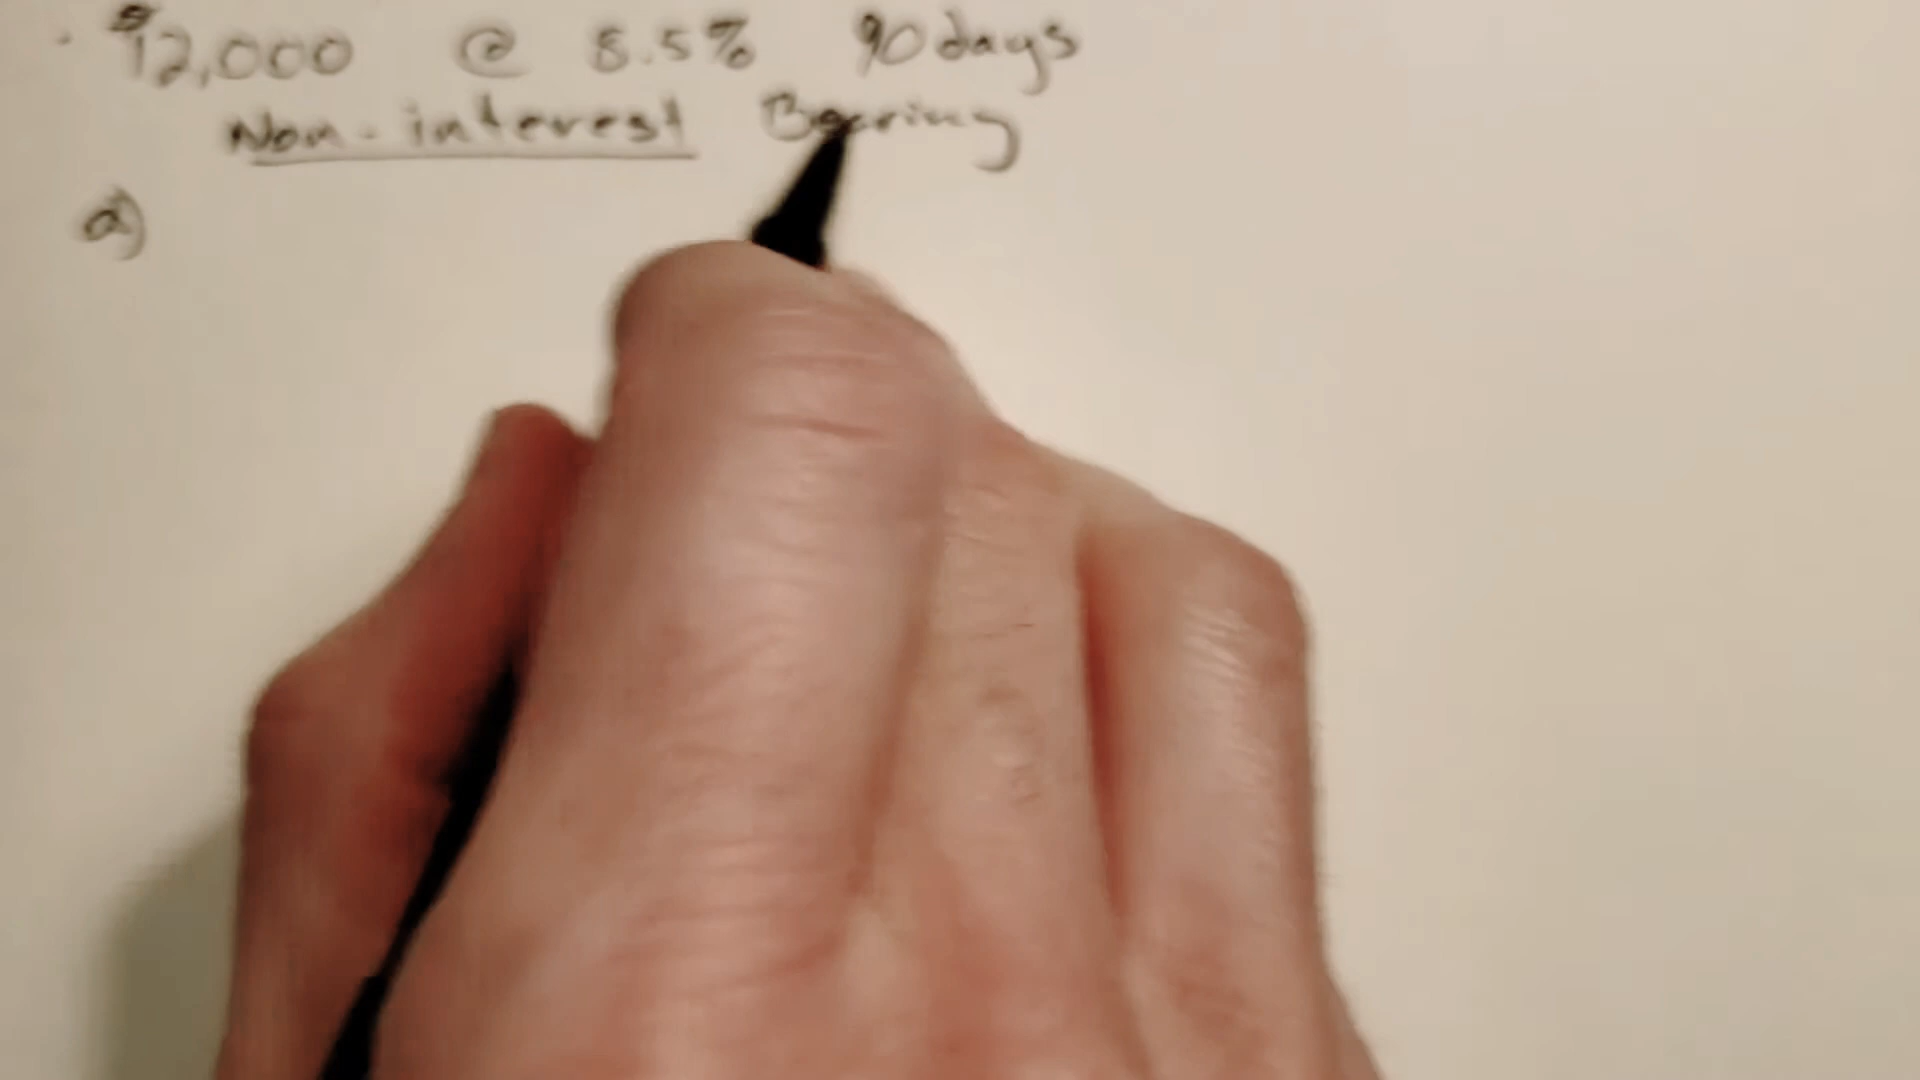 $12,000 @ 8.5% 90 days
Non-interest Bearing
a)